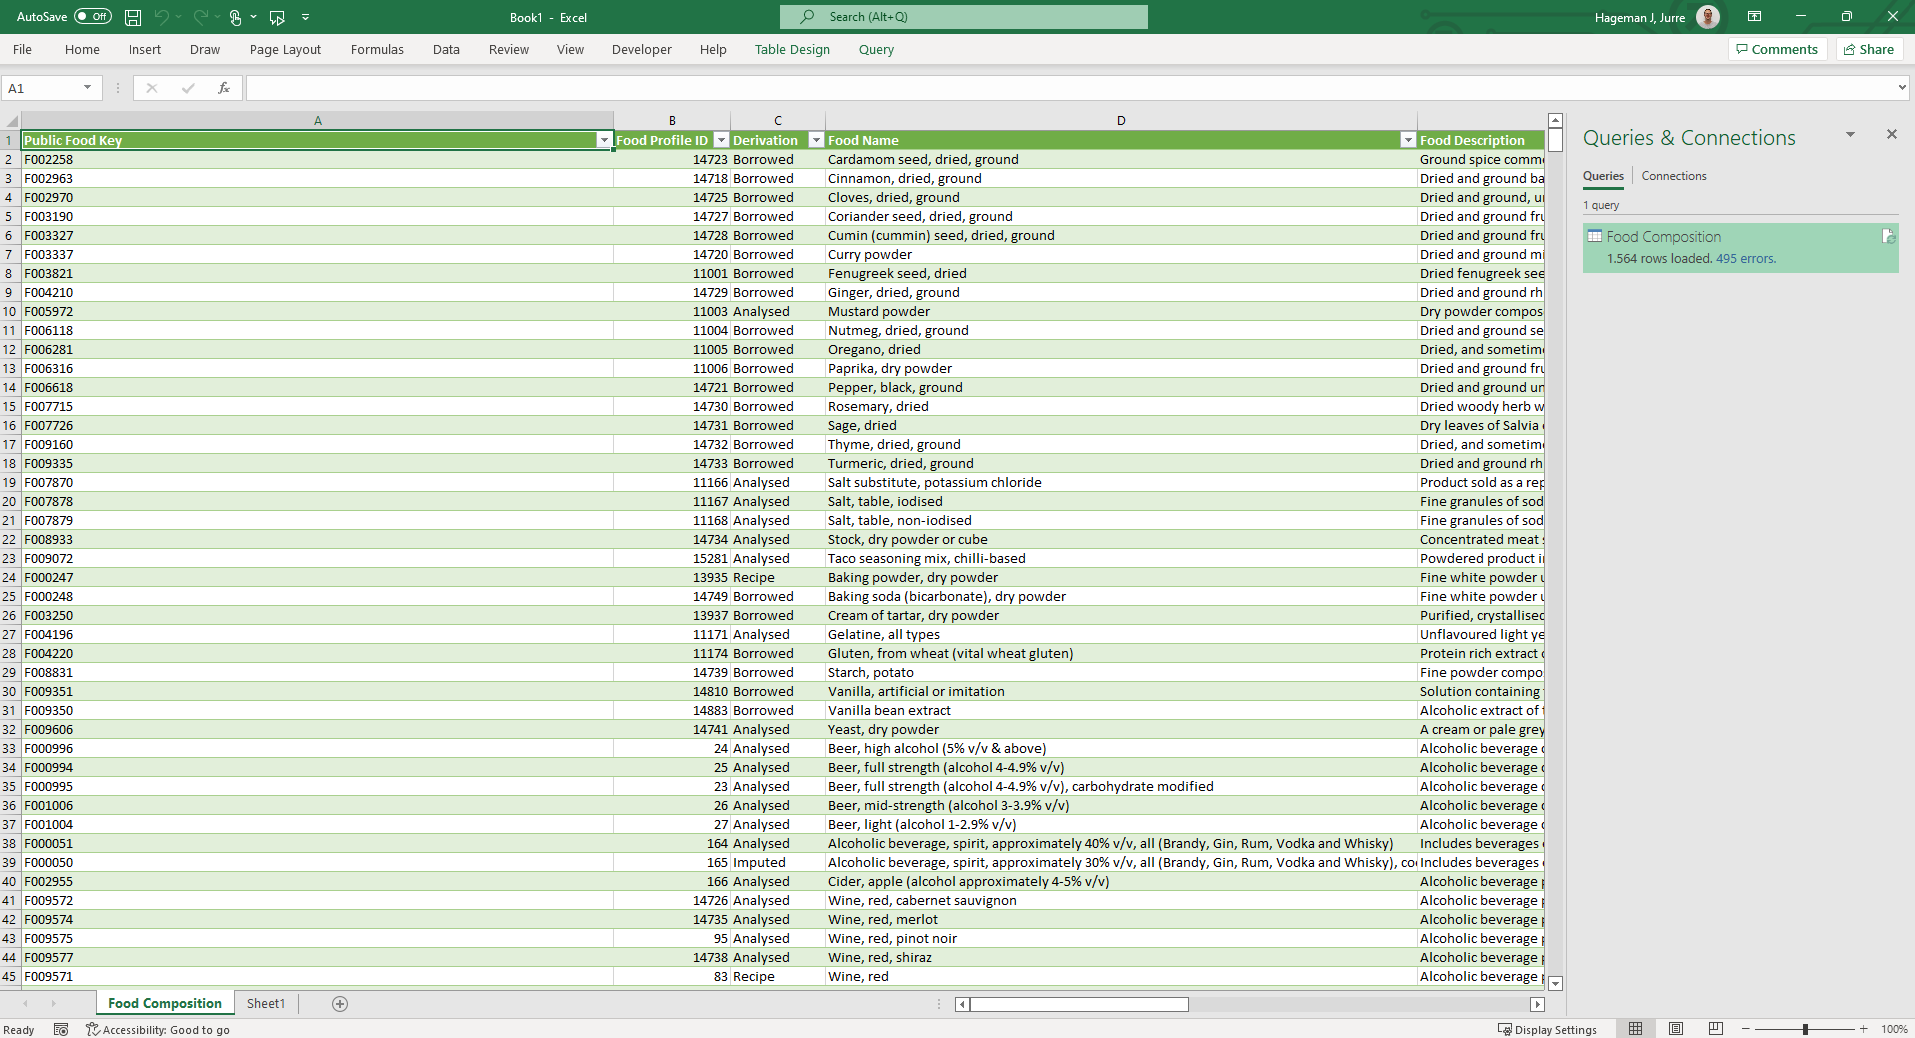 AutoSave Off Book1 - Excel Search (Alt+Q) Hageman J, Jurre
File Home Insert Draw Page Layout Formulas Data Review View Developer Help Table Design Query Comments Share
A1 fx
A B C D
1 Public Food Key Food Profile ID Derivation Food Name Food Description
2 F002258 14723 Borrowed Cardamom seed, dried, ground Ground spice
3 F002963 14718 Borrowed Cinnamon, dried, ground Dried and ground
4 F002970 14725 Borrowed Cloves, dried, ground Dried and ground,
5 F003190 14727 Borrowed Coriander seed, dried, ground Dried and ground
6 F003327 14728 Borrowed Cumin (cummin) seed, dried, ground Dried and ground
7 F003337 14720 Borrowed Curry powder Dried and ground
8 F003821 11001 Borrowed Fenugreek seed, dried Dried fenugreek
9 F004210 14729 Borrowed Ginger, dried, ground Dried and ground
10 F005972 11003 Analysed Mustard powder Dry powder
11 F006118 11004 Borrowed Nutmeg, dried, ground Dried and ground
12 F006281 11005 Borrowed Oregano, dried Dried, and
13 F006316 11006 Borrowed Paprika, dry powder Dried and ground
14 F006618 14721 Borrowed Pepper, black, ground Dried and ground
15 F007715 14730 Borrowed Rosemary, dried Dried woody herb
16 F007726 14731 Borrowed Sage, dried Dry leaves of Salvia
17 F009160 14732 Borrowed Thyme, dried, ground Dried, and
18 F009335 14733 Borrowed Turmeric, dried, ground Dried and ground
19 F007870 11166 Analysed Salt substitute, potassium chloride Product sold as a
20 F007878 11167 Analysed Salt, table, iodised Fine granules of
21 F007879 11168 Analysed Salt, table, non-iodised Fine granules of
22 F008933 14734 Analysed Stock, dry powder or cube Concentrated meat
23 F009072 15281 Analysed Taco seasoning mix, chilli-based Powdered product
24 F000247 13935 Recipe Baking powder, dry powder Fine white powder
25 F000248 14749 Borrowed Baking soda (bicarbonate), dry powder Fine white powder
26 F003250 13937 Borrowed Cream of tartar, dry powder Purified,
27 F004196 11171 Analysed Gelatine, all types Unflavoured light
28 F004220 11174 Borrowed Gluten, from wheat (vital wheat gluten) Protein rich extract
29 F008831 14739 Borrowed Starch, potato Fine powder
30 F009351 14810 Borrowed Vanilla, artificial or imitation Solution containing
31 F009350 14883 Borrowed Vanilla bean extract Alcoholic extract of
32 F009606 14741 Analysed Yeast, dry powder A cream or pale grey
33 F000996 24 Analysed Beer, high alcohol (5% v/v & above) Alcoholic beverage
34 F000994 25 Analysed Beer, full strength (alcohol 4-4.9% v/v) Alcoholic beverage
35 F000995 23 Analysed Beer, full strength (alcohol 4-4.9% v/v), carbohydrate modified Alcoholic beverage
36 F001006 26 Analysed Beer, mid-strength (alcohol 3-3.9% v/v) Alcoholic beverage
37 F001004 27 Analysed Beer, light (alcohol 1-2.9% v/v) Alcoholic beverage
38 F000051 164 Analysed Alcoholic beverage, spirit, approximately 40% v/v, all (Brandy, Gin, Rum, Vodka and Whisky) Includes beverages
39 F000050 165 Imputed Alcoholic beverage, spirit, approximately 30% v/v, all (Brandy, Gin, Rum, Vodka and Whisky), Includes beverages
40 F002955 166 Analysed Cider, apple (alcohol approximately 4-5% v/v) Alcoholic beverage
41 F009572 14726 Analysed Wine, red, cabernet sauvignon Alcoholic beverage
42 F009574 14735 Analysed Wine, red, merlot Alcoholic beverage
43 F009575 95 Analysed Wine, red, pinot noir Alcoholic beverage
44 F009577 14738 Analysed Wine, red, shiraz Alcoholic beverage
45 F009571 83 Recipe Wine, red Alcoholic beverage
Food Composition Sheet1
Queries & Connections
Queries Connections
1 query
Food Composition
1.564 rows loaded. 495 errors.
Ready Accessibility: Good to go Display Settings 100%